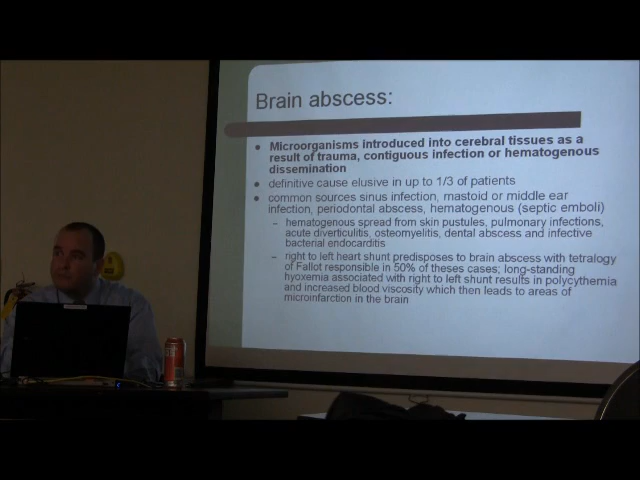 Brain abscess:
Microorganisms introduced into cerebral tissues as a
result of trauma, contiguous infection or hematogenous
dissemination
definitive cause elusive in up to 1/3 of patients
common sources sinus infection, mastoid or middle ear
infection, periodontal abscess, hematogenous (septic emboli)
– hematogenous spread from skin pustules, pulmonary infections,
acute diverticulitis, osteomyelitis, dental abscess and infective
bacterial endocarditis
– right to left heart shunt predisposes to brain abscess with tetralogy
of Fallot responsible in 50% of theses cases; long-standing
hyoxemia associated with right to left shunt results in polycythemia
and increased blood viscosity which then leads to areas of
microinfarction in the brain